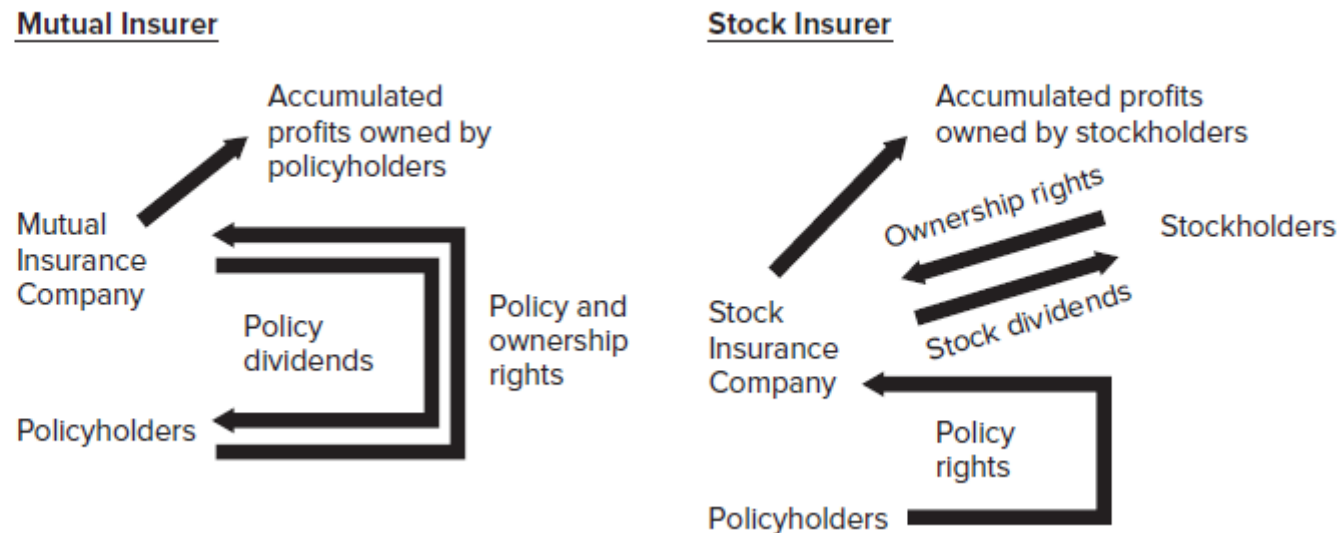 Mutual Insurer
Accumulated
profits owned by
policyholders
Mutual
Insurance
Company
Policy
dividends
Policy and
ownership
rights
Policyholders
Stock Insurer
Accumulated profits
owned by stockholders
Ownership rights
Stockholders
Stock dividends
Stock
Insurance
Company
Policy
rights
Policyholders